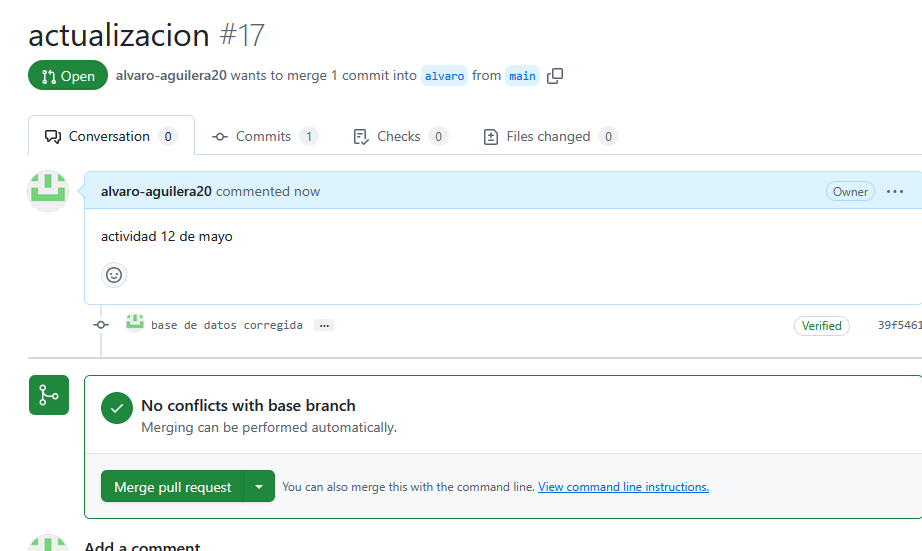 actualizacion #17
Open alvaro-aguilera20 wants to merge 1 commit into alvaro from main
Conversation 0 Commits 1 Checks 0 Files changed 0
alvaro-aguilera20 commented now Owner ...
actividad 12 de mayo
base de datos corregida ... Verified 39f5461
No conflicts with base branch
Merging can be performed automatically.
Merge pull request You can also merge this with the command line. View command line instructions.
Add a comment